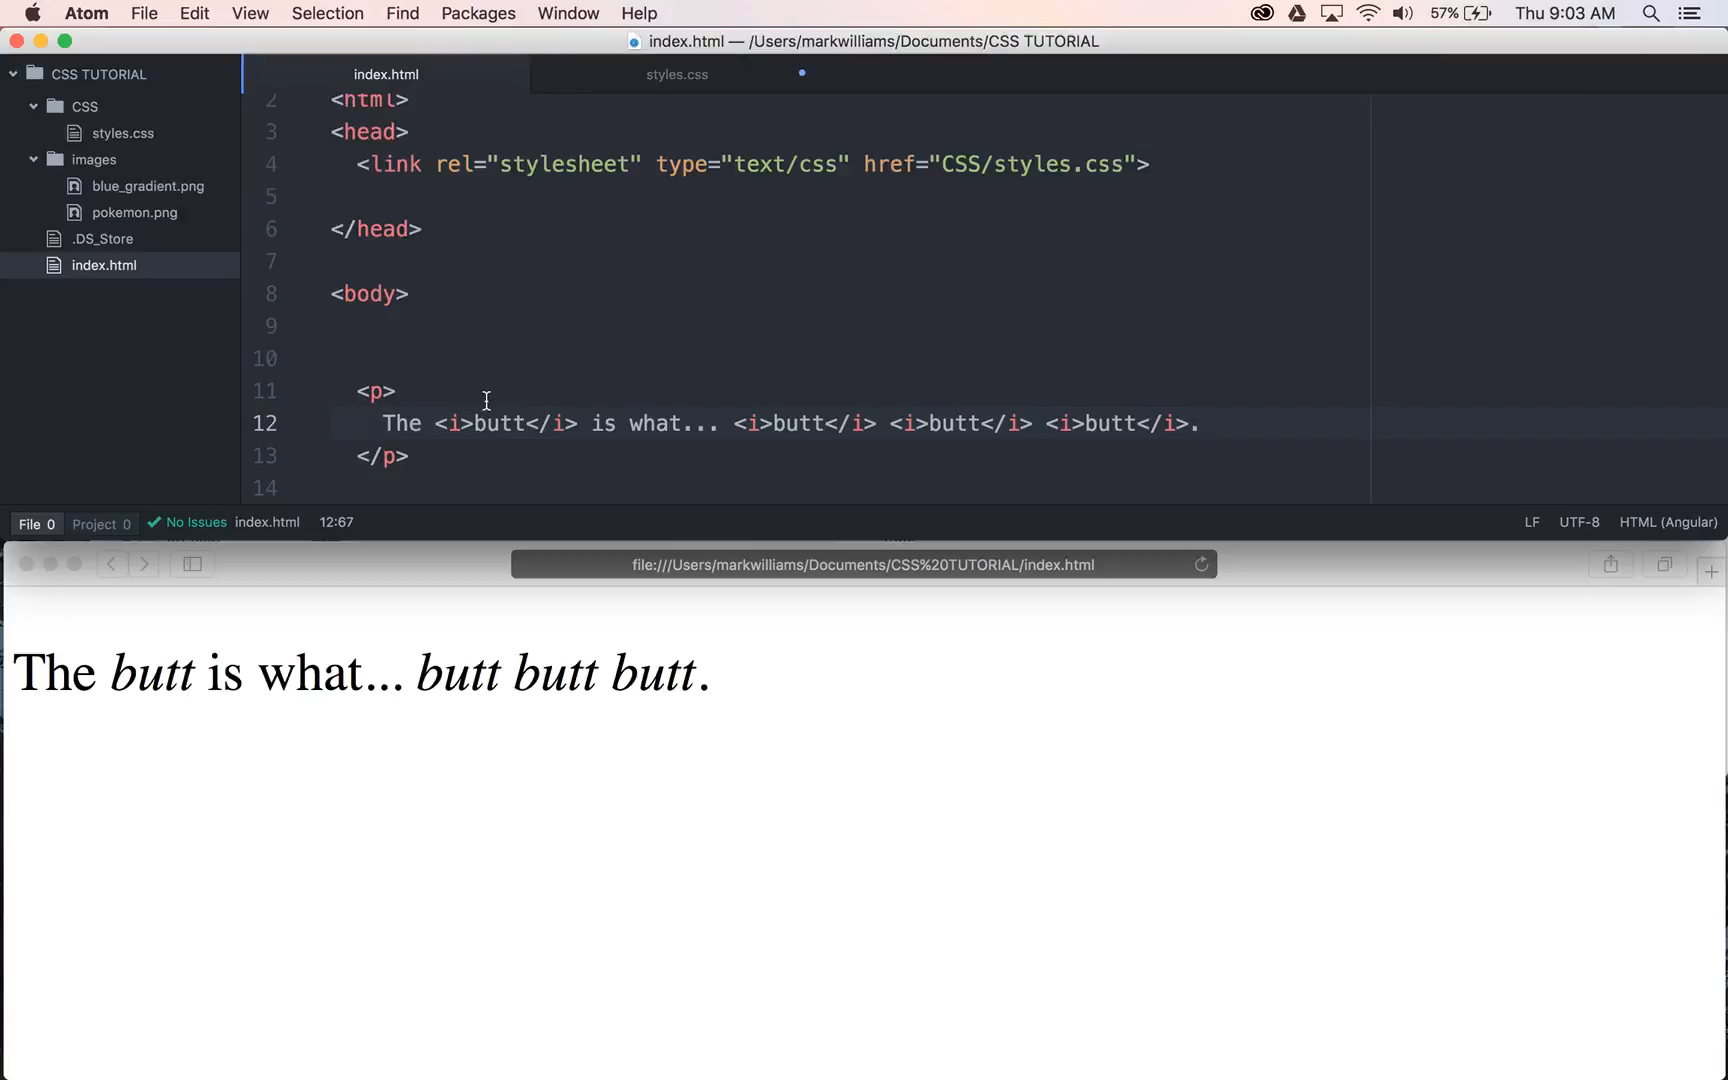 Atom File Edit View Selection Find Packages Window Help 57% Thu 9:03 AM
index.html — /Users/markwilliams/Documents/CSS TUTORIAL
CSS TUTORIAL
CSS
styles.css
images
blue_gradient.png
pokemon.png
.DS_Store
index.html
index.html styles.css
2 <html>
3 <head>
4 <link rel="stylesheet" type="text/css" href="CSS/styles.css">
5
6 </head>
7
8 <body>
9
10
11 <p>
12 The <i>butt</i> is what... <i>butt</i> <i>butt</i> <i>butt</i>.
13 </p>
14
File 0 Project 0 No Issues index.html 12:67 LF UTF-8 HTML (Angular)
file:///Users/markwilliams/Documents/CSS%20TUTORIAL/index.html
The butt is what... butt butt butt.